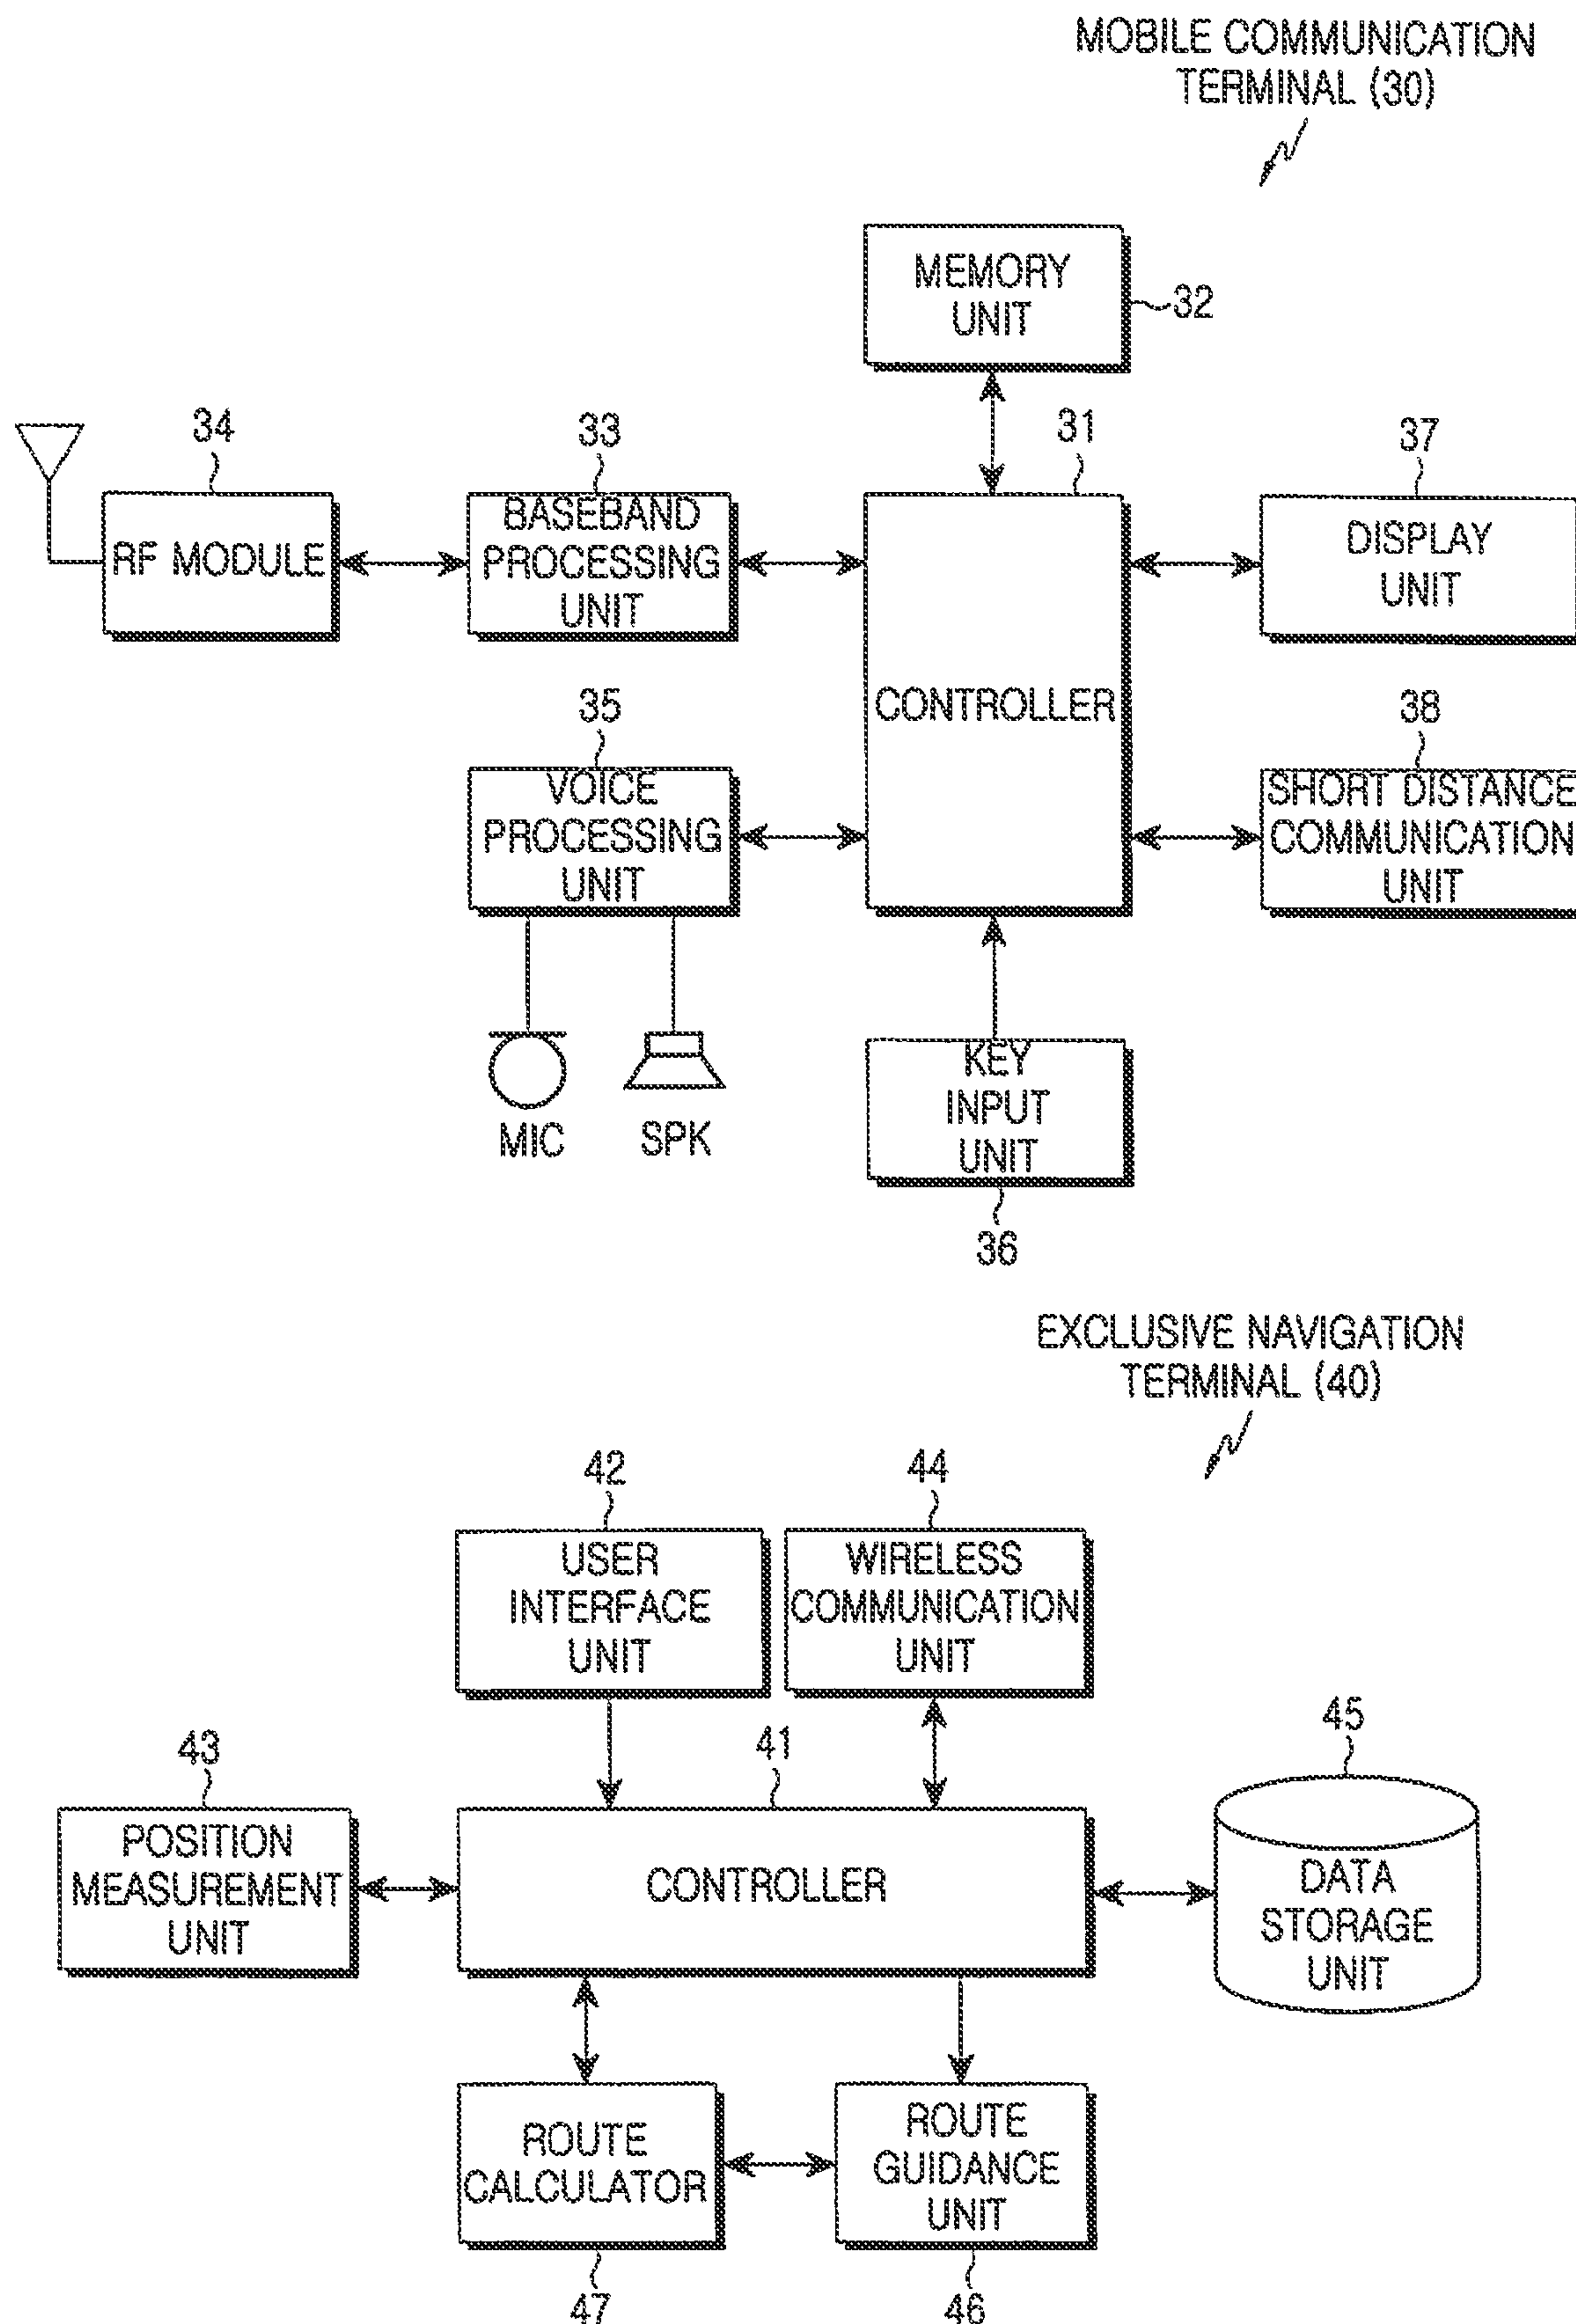 MOBILE COMMUNICATION
TERMINAL (30)
MEMORY
UNIT
32
34
33
31
37
RF MODULE
BASEBAND
PROCESSING
UNIT
DISPLAY
UNIT
CONTROLLER
35
38
VOICE
PROCESSING
UNIT
SHORT DISTANCE
COMMUNICATION
UNIT
MIC
SPK
KEY
INPUT
UNIT
36
EXCLUSIVE NAVIGATION
TERMINAL (40)
42
44
USER
INTERFACE
UNIT
WIRELESS
COMMUNICATION
UNIT
43
41
45
POSITION
MEASUREMENT
UNIT
CONTROLLER
DATA
STORAGE
UNIT
ROUTE
CALCULATOR
ROUTE
GUIDANCE
UNIT
47
46